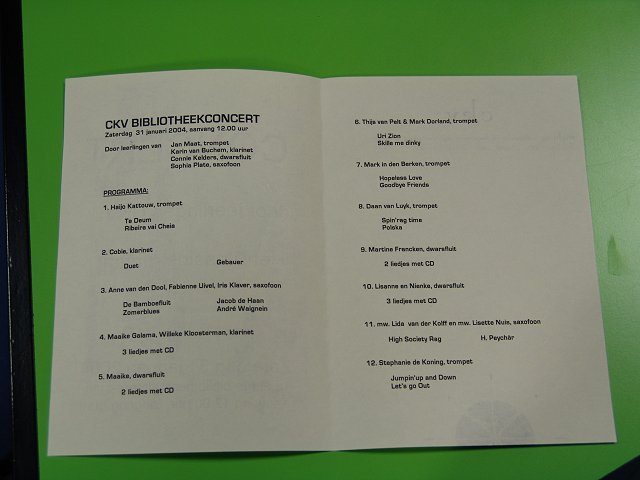 CKV BIBLIOTHEEKCONCERT
Zaterdag 31 januari 2004, aanvang 12.00 uur
Door leerlingen van Jan Maat, trompet
Karin van Buchem, klarinet
Connie Kelders, dwarsfluit
Sophia Plate, saxofoon
PROGRAMMA:
1. Haijo Kattouw, trompet
Te Deum
Ribeire vai Cheia
2. Cobie, klarinet
Duet Gebauer
3. Anne van den Dool, Fabienne Uivel, Iris Klaver, saxofoon
De Bamboefluit Jacob de Haan
Zomerblues André Waignein
4. Maaike Galama, Willeke Kloosterman, klarinet
3 liedjes met CD
5. Maaike, dwarsfluit
2 liedjes met CD
6. Thijs van Pelt & Mark Dorland, trompet
Uri Zion
Skille me dinky
7. Mark in den Berken, trompet
Hopeless Love
Goodbye Friends
8. Daan van Luyk, trompet
Spin'rag time
Polska
9. Martine Francken, dwarsfluit
2 liedjes met CD
10. Lisanne en Nienke, dwarsfluit
3 liedjes met CD
11. mw. Lida van der Kolff en mw. Lisette Nuis, saxofoon
High Society Rag H. Peychär
12. Stephanie de Koning, trompet
Jumpin'up and Down
Let's go Out